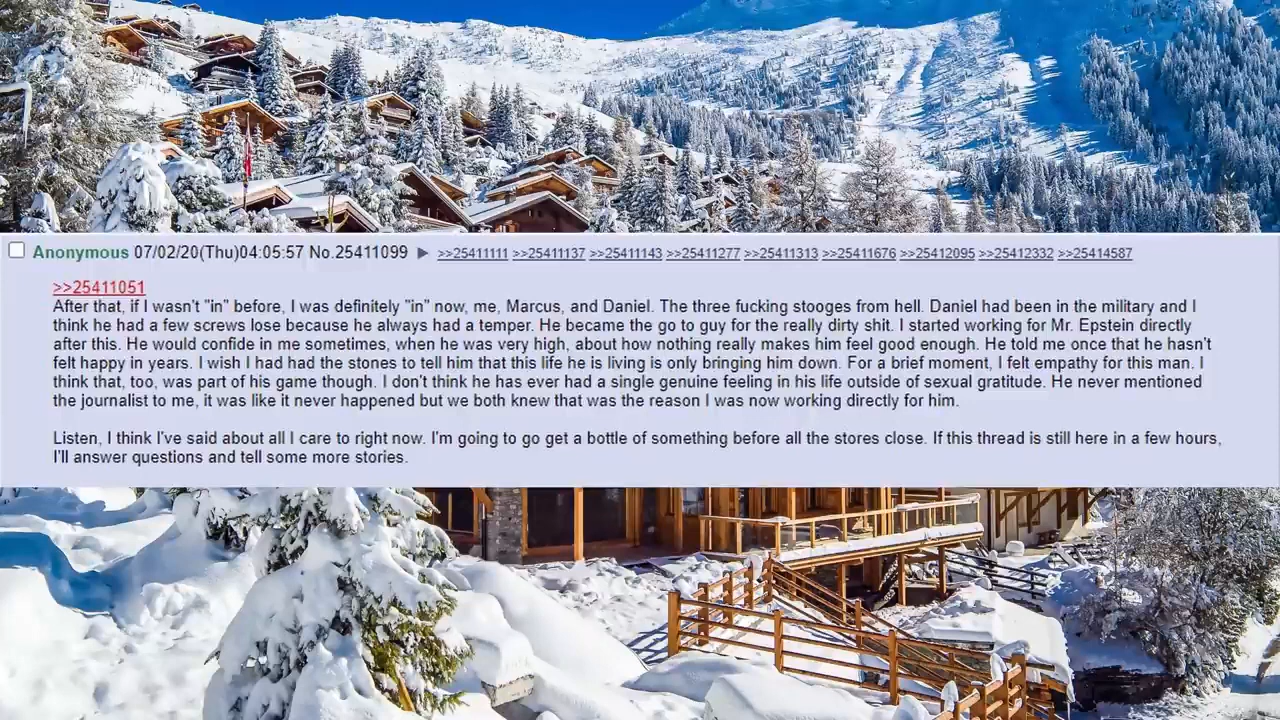 Anonymous 07/02/20(Thu)04:05:57 No.25411099 ▶ >>25411111 >>25411137 >>25411143 >>25411277 >>25411313 >>25411676 >>25412095 >>25412332 >>25414587
>>25411051
After that, if I wasn't "in" before, I was definitely "in" now, me, Marcus, and Daniel. The three fucking stooges from hell. Daniel had been in the military and I
think he had a few screws lose because he always had a temper. He became the go to guy for the really dirty shit. I started working for Mr. Epstein directly
after this. He would confide in me sometimes, when he was very high, about how nothing really makes him feel good enough. He told me once that he hasn't
felt happy in years. I wish I had had the stones to tell him that this life he is living is only bringing him down. For a brief moment, I felt empathy for this man. I
think that, too, was part of his game though. I don't think he has ever had a single genuine feeling in his life outside of sexual gratitude. He never mentioned
the journalist to me, it was like it never happened but we both knew that was the reason I was now working directly for him.
Listen, I think I've said about all I care to right now. I'm going to go get a bottle of something before all the stores close. If this thread is still here in a few hours,
I'll answer questions and tell some more stories.